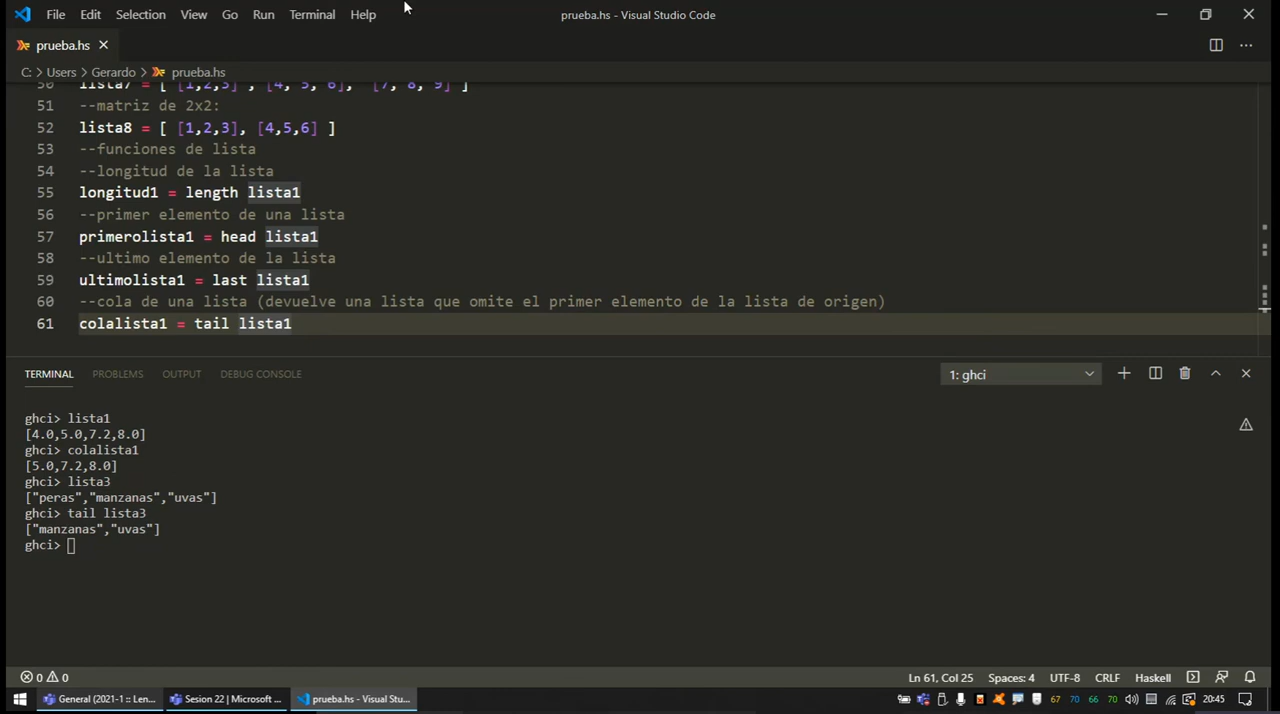 File Edit Selection View Go Run Terminal Help prueba.hs - Visual Studio Code
prueba.hs
C: > Users > Gerardo > prueba.hs
50 lista7 = [ [1,2,3] , [4, 5, 6], [7, 8, 9] ]
51 --matriz de 2x2:
52 lista8 = [ [1,2,3], [4,5,6] ]
53 --funciones de lista
54 --longitud de la lista
55 longitud1 = length lista1
56 --primer elemento de una lista
57 primerolista1 = head lista1
58 --ultimo elemento de la lista
59 ultimolista1 = last lista1
60 --cola de una lista (devuelve una lista que omite el primer elemento de la lista de origen)
61 colalista1 = tail lista1
TERMINAL PROBLEMS OUTPUT DEBUG CONSOLE 1: ghci
ghci> lista1
[4.0,5.0,7.2,8.0]
ghci> colalista1
[5.0,7.2,8.0]
ghci> lista3
["peras","manzanas","uvas"]
ghci> tail lista3
["manzanas","uvas"]
ghci>
0 0 Ln 61, Col 25 Spaces: 4 UTF-8 CRLF Haskell
General (2021-1 :: Len... Sesion 22 | Microsoft ... prueba.hs - Visual Stu... 67 70 66 70 20:45